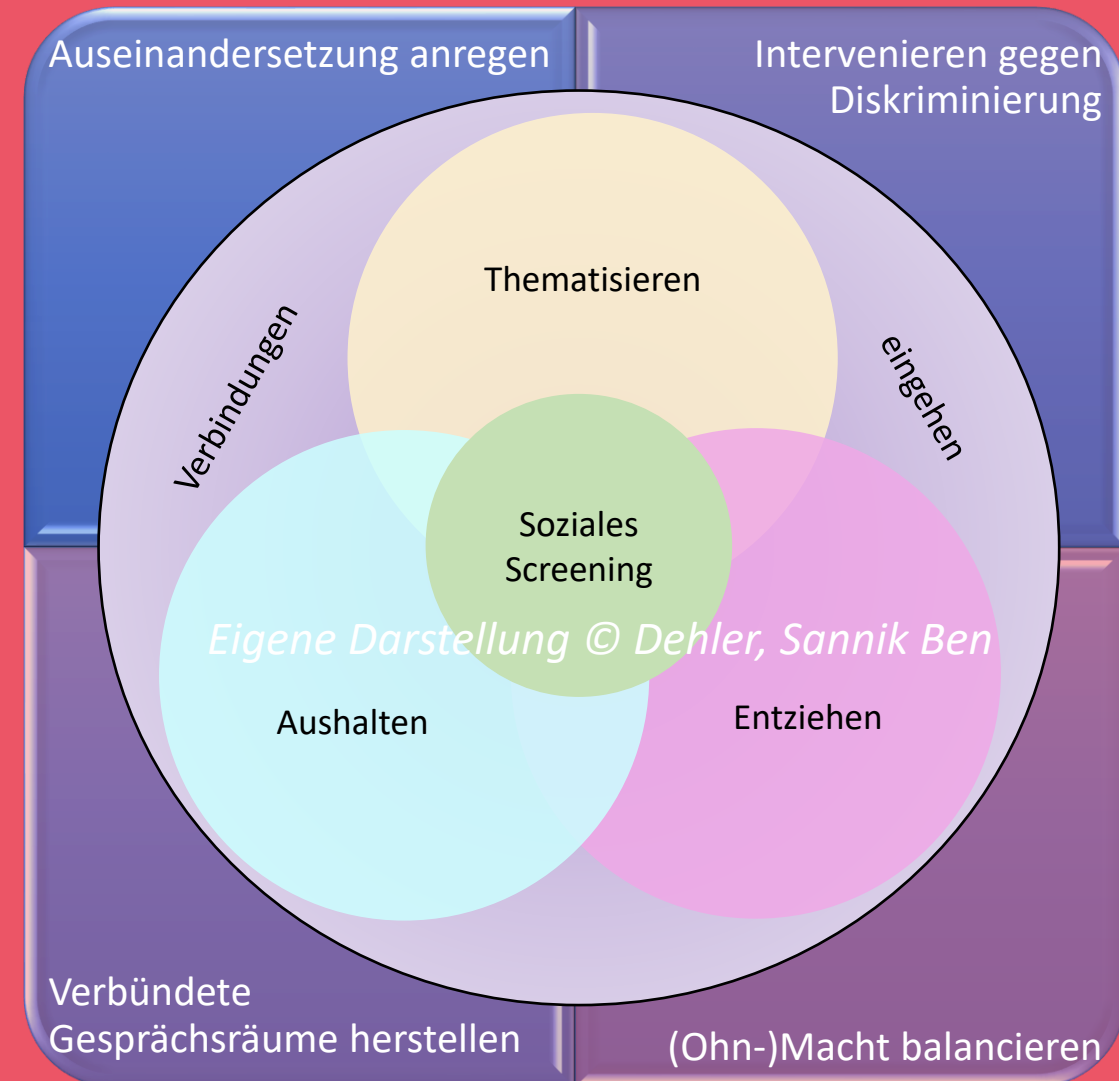 Auseinandersetzung anregen
Intervenieren gegen
Diskriminierung
Thematisieren
Verbindungen
eingehen
Soziales
Screening
Eigene Darstellung © Dehler, Sannik Ben
Aushalten
Entziehen
Verbündete
Gesprächsräume herstellen
(Ohn-)Macht balancieren